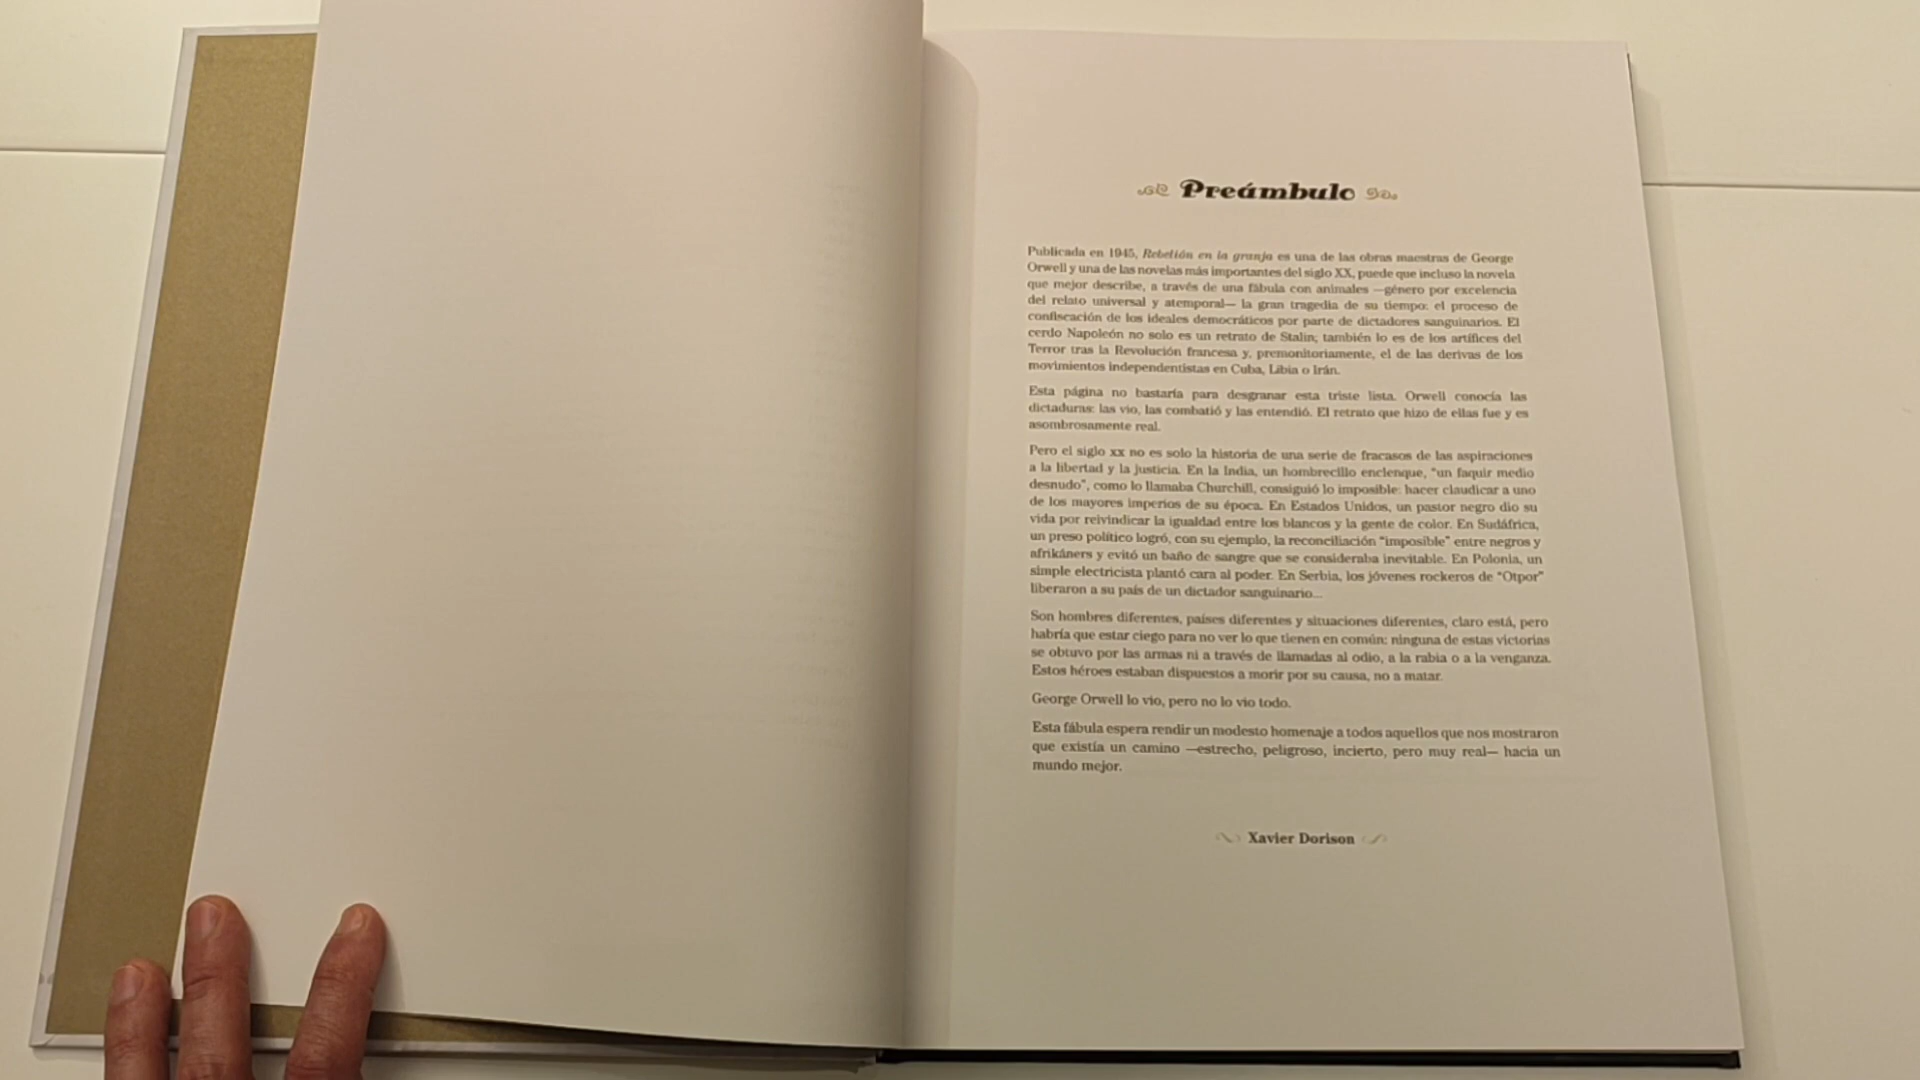 Preámbulo
Publicada en 1945, Rebelión en la granja es una de las obras maestras de George
Orwell y una de las novelas más importantes del siglo XX, puede que incluso la novela
que mejor describe, a través de una fábula con animales —género por excelencia
del relato universal y atemporal— la gran tragedia de su tiempo: el proceso de
confiscación de los ideales democráticos por parte de dictadores sanguinarios. El
cerdo Napoleón no solo es un retrato de Stalin; también lo es de los artífices del
Terror tras la Revolución francesa y, premonitoriamente, el de las derivas de los
movimientos independentistas en Cuba, Libia o Irán.
Esta página no bastaría para desgranar esta triste lista. Orwell conocía las
dictaduras: las vio, las combatió y las entendió. El retrato que hizo de ellas fue y es
asombrosamente real.
Pero el siglo XX no es solo la historia de una serie de fracasos de las aspiraciones
a la libertad y la justicia. En la India, un hombrecillo enclenque, "un faquir medio
desnudo", como lo llamaba Churchill, consiguió lo imposible: hacer claudicar a uno
de los mayores imperios de su época. En Estados Unidos, un pastor negro dio su
vida por reivindicar la igualdad entre los blancos y la gente de color. En Sudáfrica,
un preso político logró, con su ejemplo, la reconciliación "imposible" entre negros y
afrikáners y evitó un baño de sangre que se consideraba inevitable. En Polonia, un
simple electricista plantó cara al poder. En Serbia, los jóvenes rockeros de "Otpor"
liberaron a su país de un dictador sanguinario...
Son hombres diferentes, países diferentes y situaciones diferentes, claro está, pero
habría que estar ciego para no ver lo que tienen en común: ninguna de estas victorias
se obtuvo por las armas ni a través de llamadas al odio, a la rabia o a la venganza.
Estos héroes estaban dispuestos a morir por su causa, no a matar.
George Orwell lo vio, pero no lo vio todo.
Esta fábula espera rendir un modesto homenaje a todos aquellos que nos mostraron
que existía un camino —estrecho, peligroso, incierto, pero muy real— hacia un
mundo mejor.
Xavier Dorison